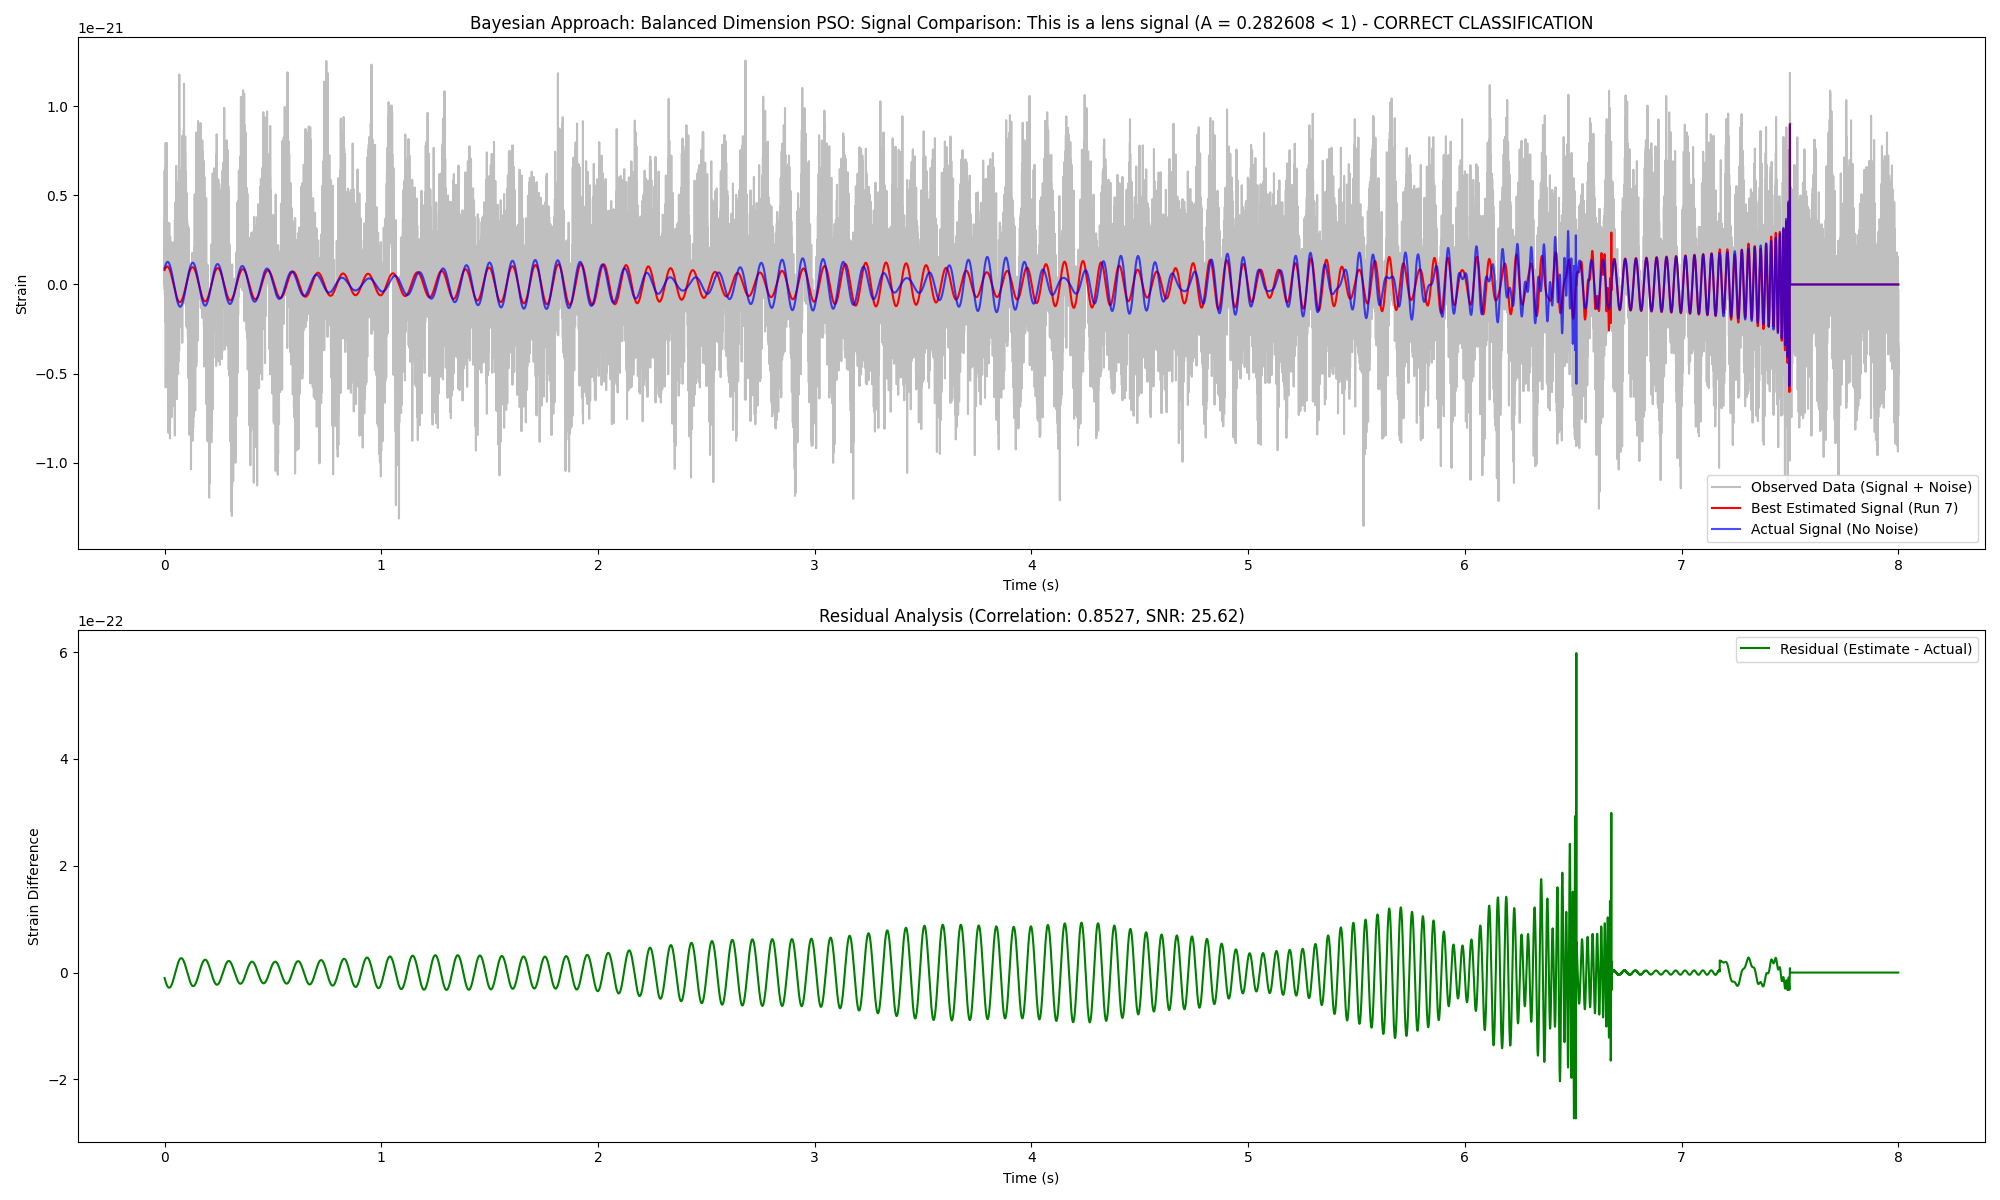 Bayesian Approach: Balanced Dimension PSO: Signal Comparison: This is a lens signal (A = 0.282608 < 1) - CORRECT CLASSIFICATION
1e−21
1.0
0.5
0.0
−0.5
−1.0
Strain
Observed Data (Signal + Noise)
Best Estimated Signal (Run 7)
Actual Signal (No Noise)
0 1 2 3 4 5 6 7 8
Time (s)
Residual Analysis (Correlation: 0.8527, SNR: 25.62)
1e−22
6
4
2
0
−2
Strain Difference
Residual (Estimate - Actual)
0 1 2 3 4 5 6 7 8
Time (s)